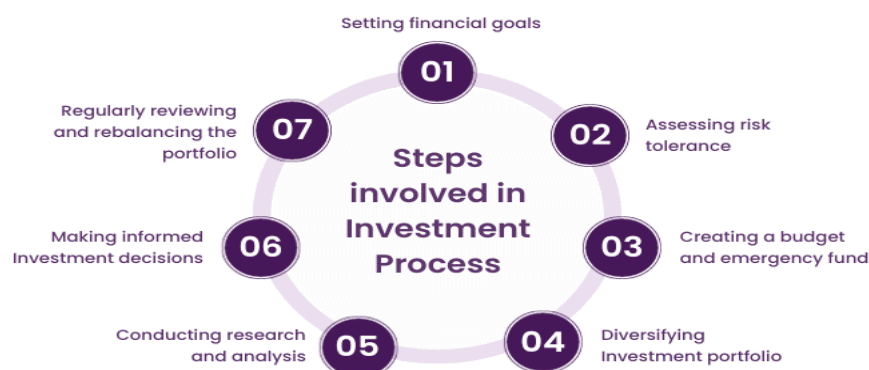 Setting financial goals
01
02
Assessing risk
tolerance
03
Creating a budget
and emergency fund
04
Diversifying
Investment portfolio
05
Conducting research
and analysis
06
Making informed
Investment decisions
07
Regularly reviewing
and rebalancing the
portfolio
Steps
involved in
Investment
Process